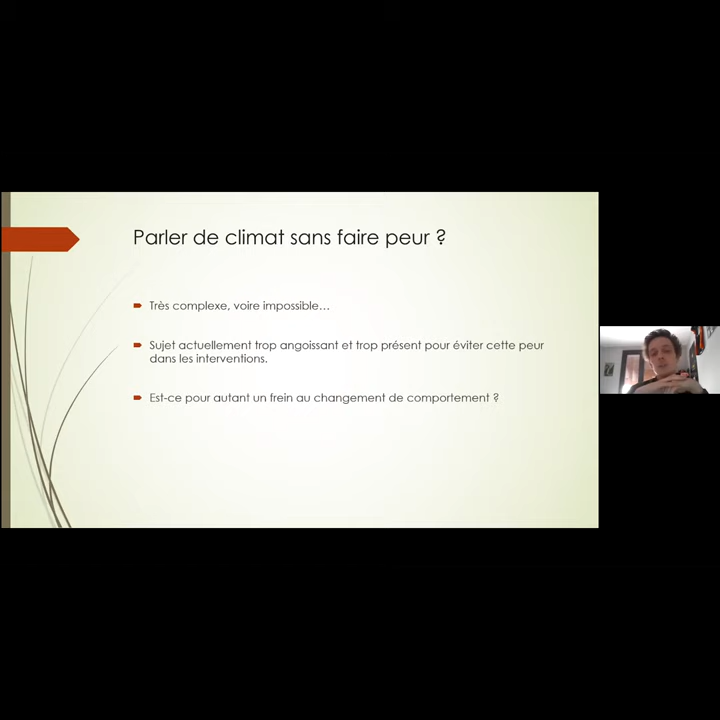 Parler de climat sans faire peur ?
Très complexe, voire impossible…
Sujet actuellement trop angoissant et trop présent pour éviter cette peur
dans les interventions.
Est-ce pour autant un frein au changement de comportement ?